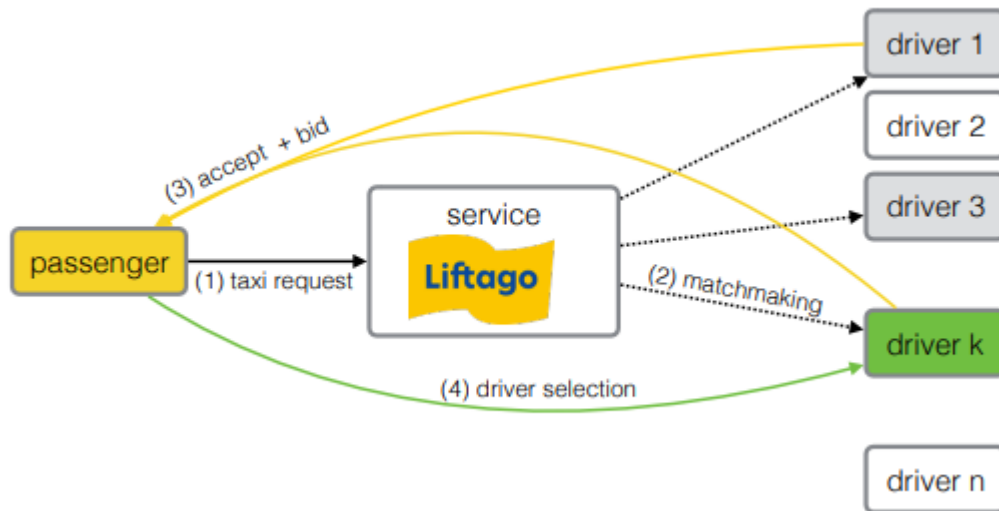 driver 1
driver 2
(3) accept + bid
driver 3
service
passenger
Liftago
(1) taxi request
(2) matchmaking
driver k
(4) driver selection
driver n